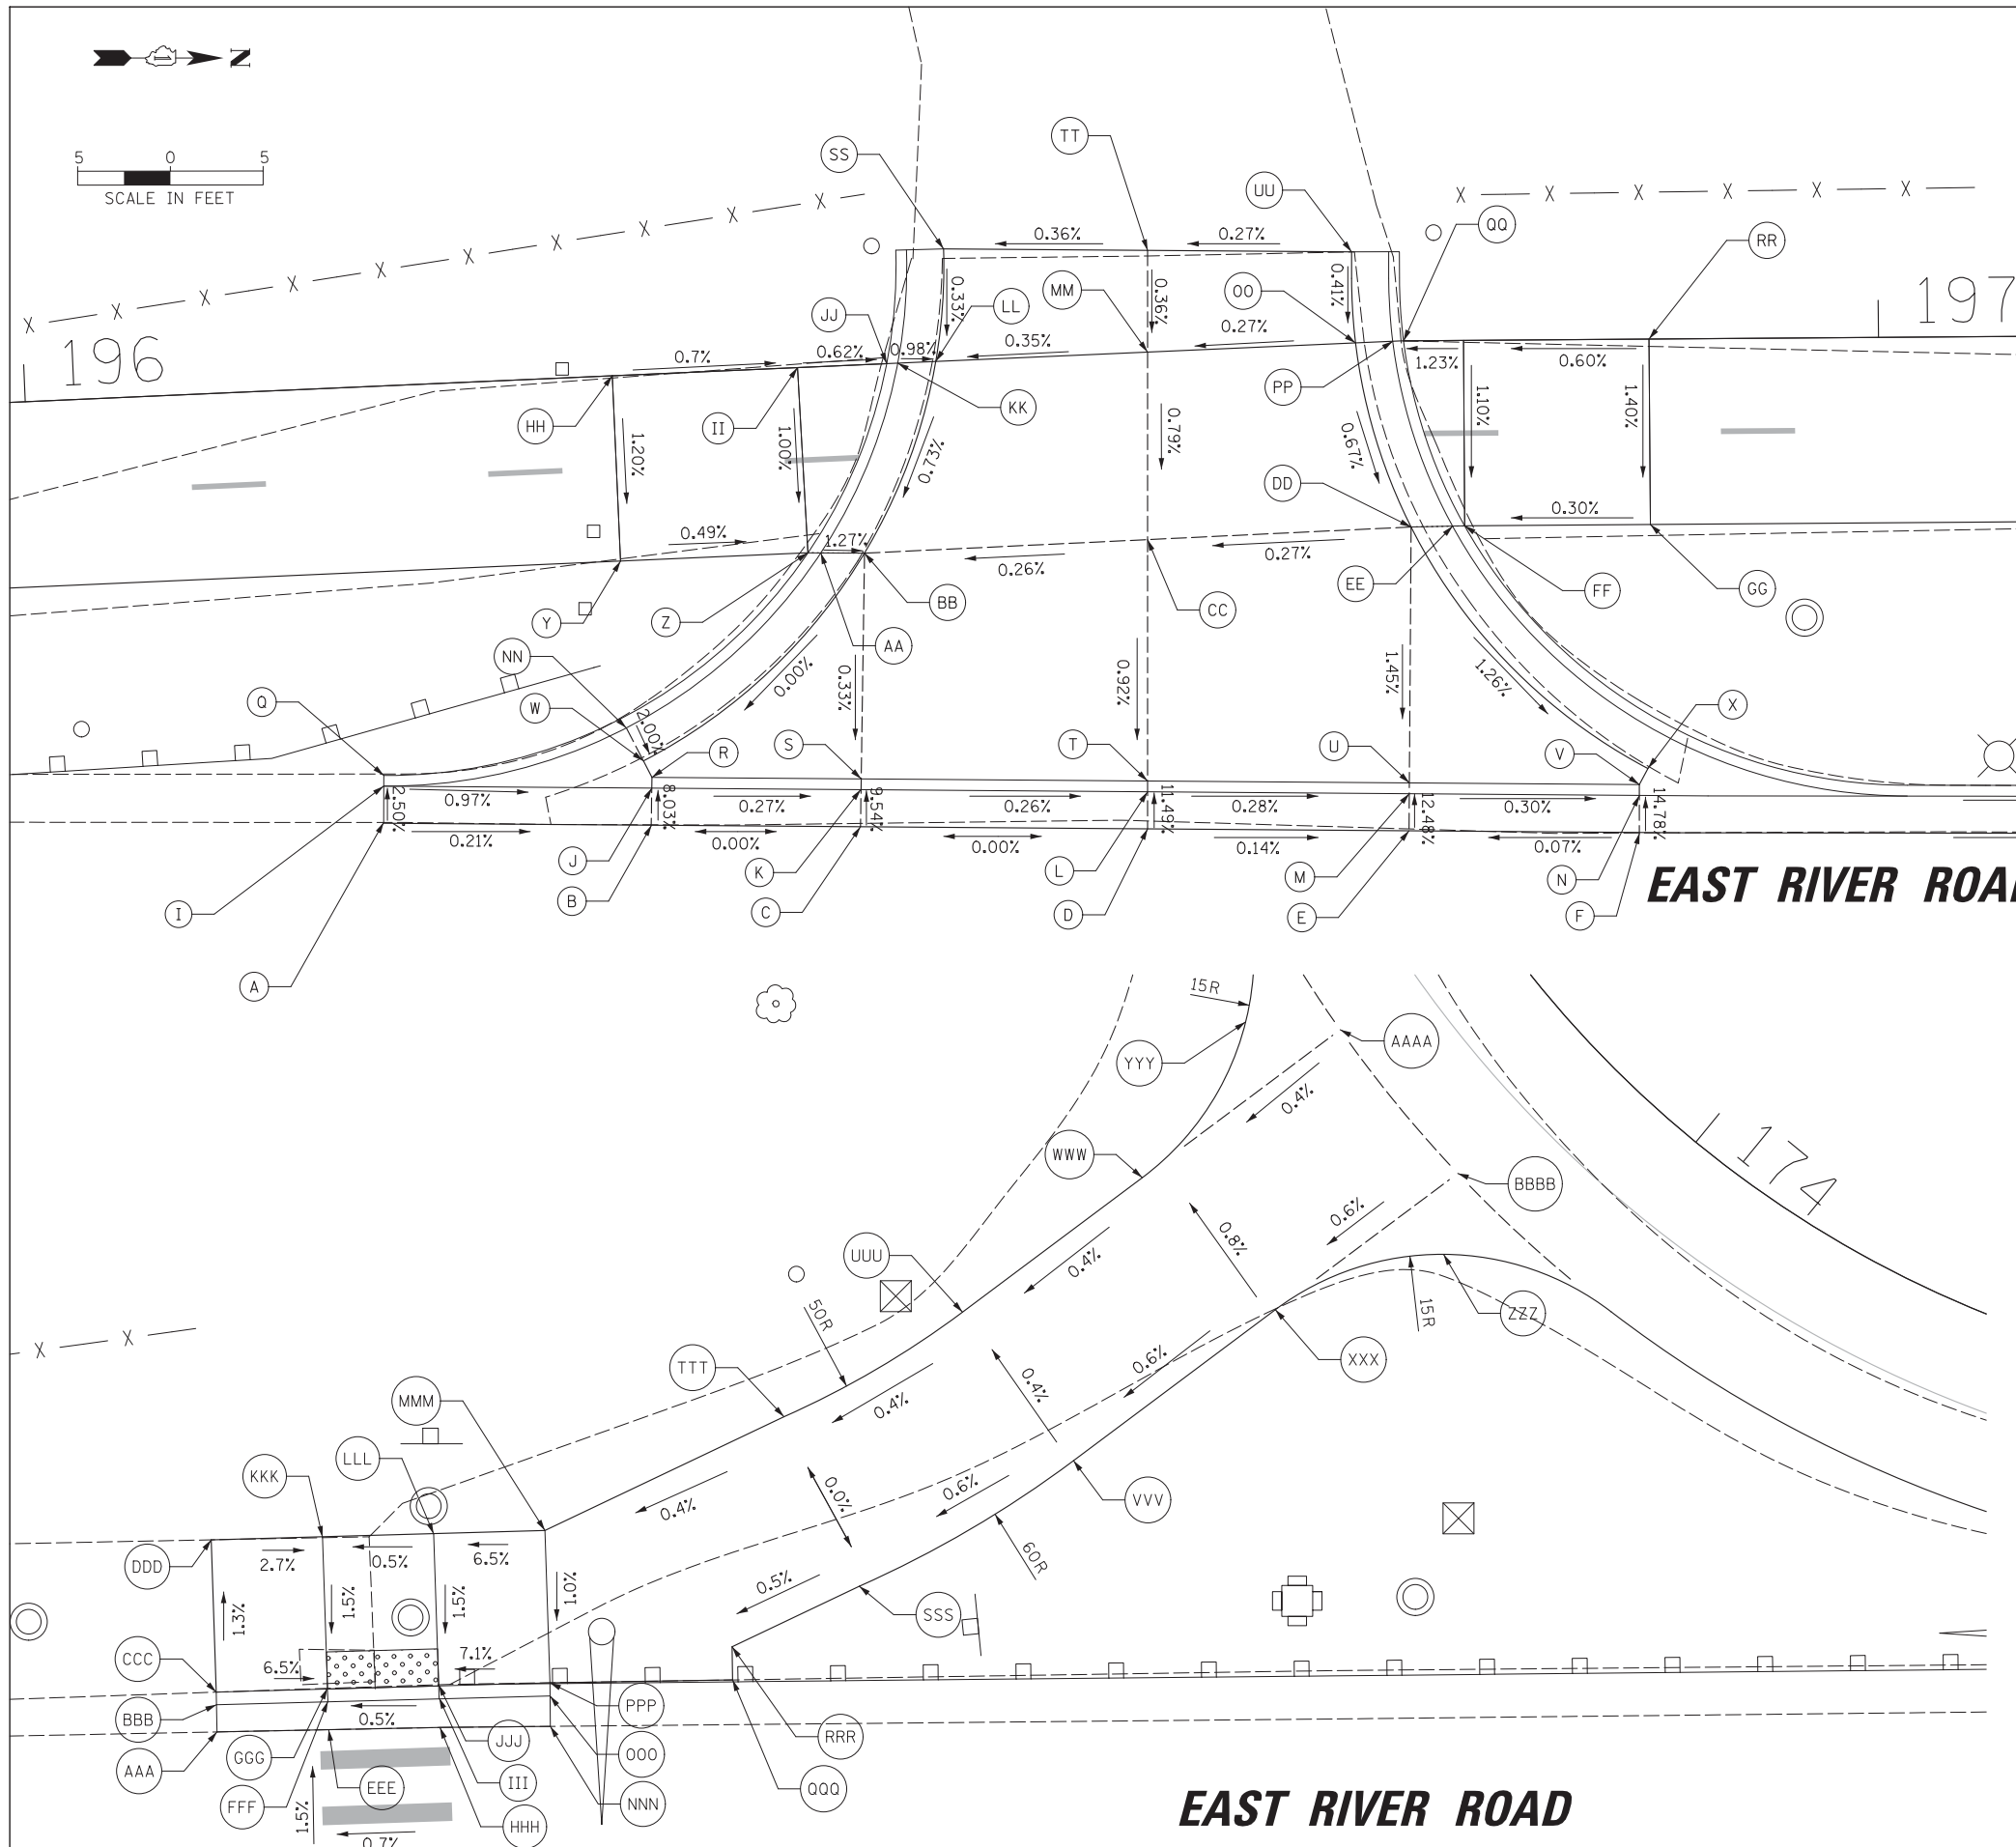 N
5 0 5
SCALE IN FEET
196
197
SS
TT
UU
QQ
RR
0.36%
0.27%
0.33%
0.36%
0.41%
JJ
LL
MM
OO
0.7%
0.62%
0.98%
0.35%
0.27%
1.23%
0.60%
HH
II
KK
PP
1.20%
1.00%
0.73%
0.79%
0.67%
1.10%
1.40%
DD
0.49%
1.27%
0.26%
0.27%
0.30%
Y
Z
BB
CC
EE
FF
GG
NN
AA
Q
W
2.00%
0.00%
0.33%
0.92%
1.45%
1.26%
R
S
T
U
V
X
2.50%
0.97%
8.03%
0.27%
9.54%
0.26%
11.49%
0.28%
12.48%
0.30%
14.78%
0.21%
0.00%
0.00%
0.14%
0.07%
I
J
B
K
C
L
D
M
E
N
F
A
EAST RIVER ROAD
15R
YYY
AAAA
0.4%
WWW
BBBB
174
UUU
0.4%
0.8%
0.6%
50R
15R
ZZZ
TTT
0.4%
0.4%
0.6%
XXX
MMM
LLL
KKK
0.4%
0.0%
0.6%
VVV
60R
DDD
2.7%
0.5%
6.5%
1.3%
1.5%
1.5%
1.0%
0.5%
SSS
CCC
6.5%
7.1%
BBB
0.5%
PPP
AAA
GGG
FFF
EEE
JJJ
III
HHH
OOO
NNN
RRR
QQQ
1.5%
0.7%
EAST RIVER ROAD